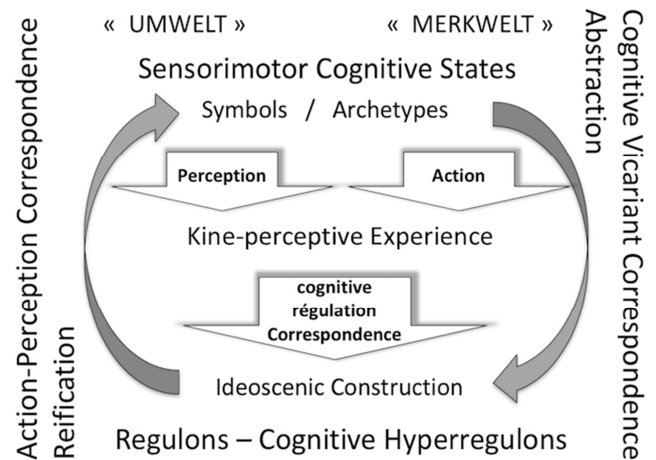 « UMWELT » « MERKWELT »
Sensorimotor Cognitive States
Symbols / Archetypes
Perception Action
Kine-perceptive Experience
cognitive
régulation
Correspondence
Ideoscenic Construction
Regulons – Cognitive Hyperregulons
Action-Perception Correspondence
Reification
Cognitive Vicariant Correspondence
Abstraction